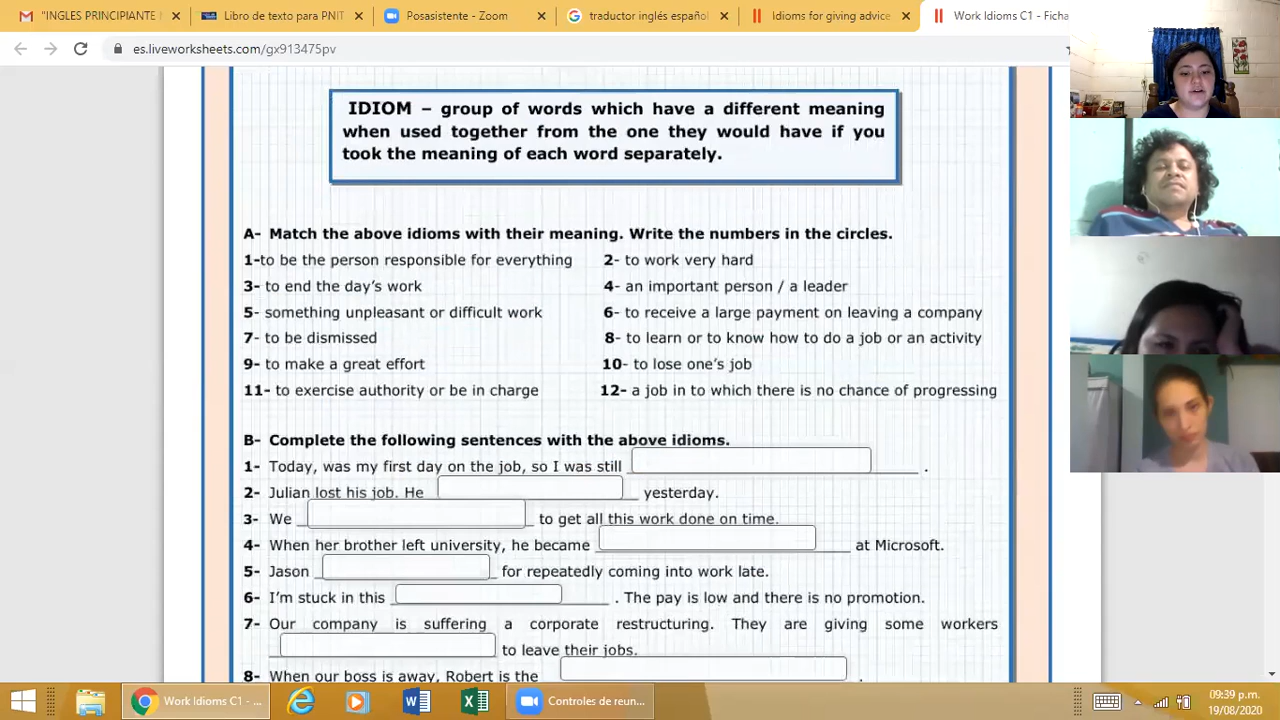 "INGLES PRINCIPIANTE
Libro de texto para PNIT
Posasistente - Zoom
traductor inglés español
Idioms for giving advice
Work Idioms C1 - Ficha
es.liveworksheets.com/gx913475pv
IDIOM – group of words which have a different meaning
when used together from the one they would have if you
took the meaning of each word separately.
A- Match the above idioms with their meaning. Write the numbers in the circles.
1-to be the person responsible for everything
2- to work very hard
3- to end the day's work
4- an important person / a leader
5- something unpleasant or difficult work
6- to receive a large payment on leaving a company
7- to be dismissed
8- to learn or to know how to do a job or an activity
9- to make a great effort
10- to lose one's job
11- to exercise authority or be in charge
12- a job in to which there is no chance of progressing
B- Complete the following sentences with the above idioms.
1- Today, was my first day on the job, so I was still .
2- Julian lost his job. He yesterday.
3- We to get all this work done on time.
4- When her brother left university, he became at Microsoft.
5- Jason for repeatedly coming into work late.
6- I'm stuck in this . The pay is low and there is no promotion.
7- Our company is suffering a corporate restructuring. They are giving some workers
to leave their jobs.
8- When our boss is away, Robert is the .
Work Idioms C1 - ...
Controles de reun...
09:39 p.m.
19/08/2020